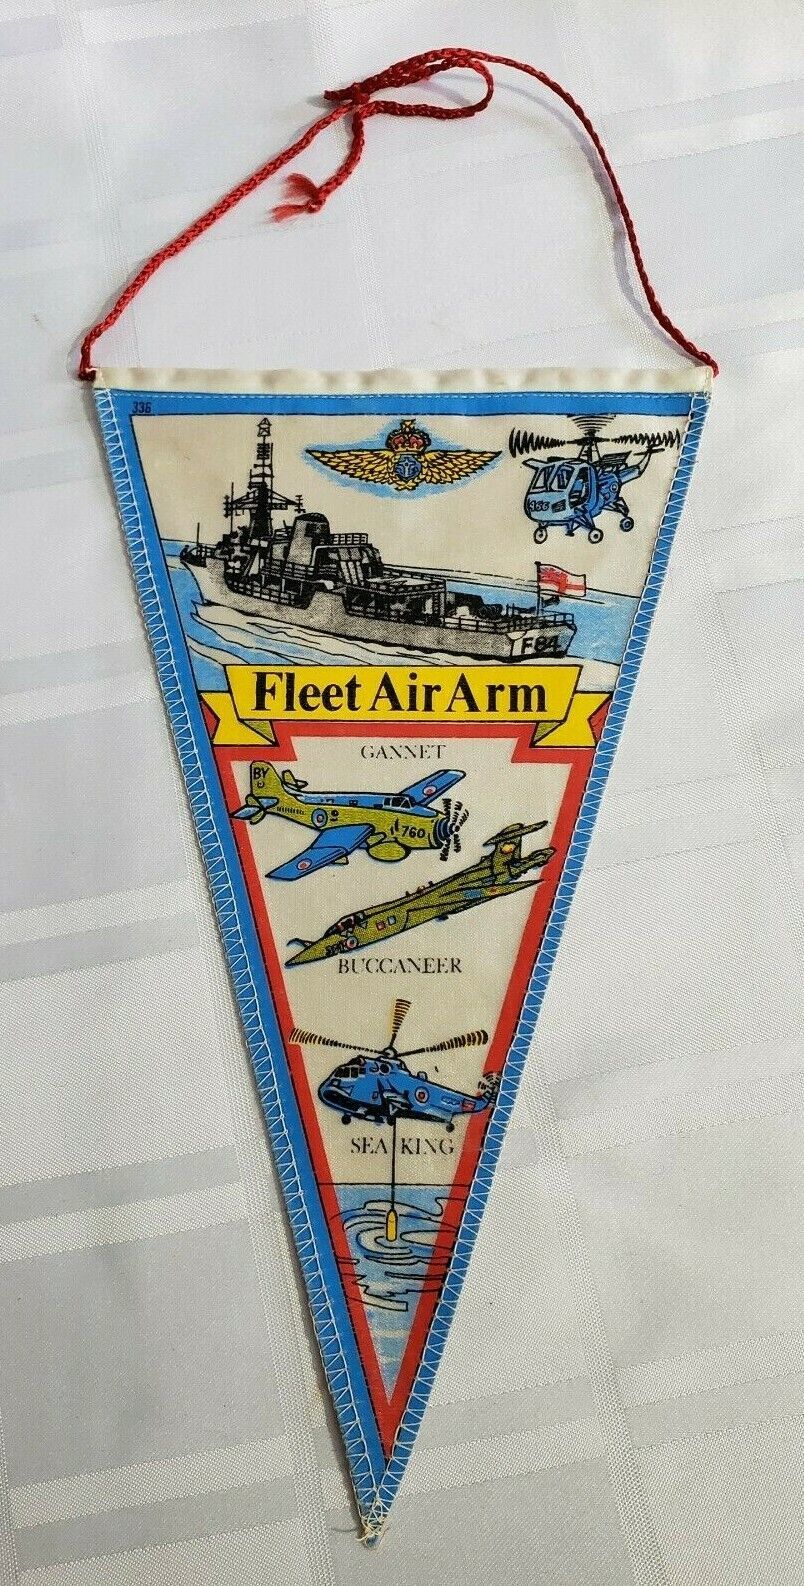 336
F84
Fleet Air Arm
GANNET
BY
760
BUCCANEER
SEA KING